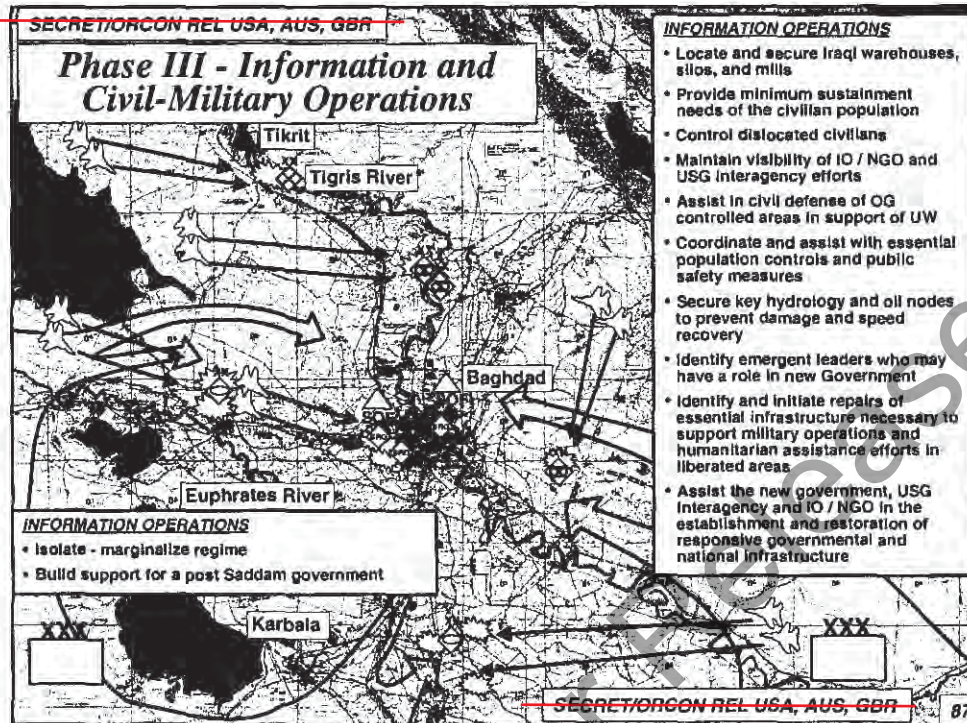 SECRET/ORCON REL USA, AUS, GBR
Phase III - Information and
Civil-Military Operations
Tikrit
XX
Tigris River
Baghdad
Euphrates River
INFORMATION OPERATIONS
• Isolate - marginalize regime
• Build support for a post Saddam government
Karbala
XXX
XXX
INFORMATION OPERATIONS
• Locate and secure Iraqi warehouses,
silos, and mills
• Provide minimum sustainment
needs of the civilian population
• Control dislocated civilians
• Maintain visibility of IO / NGO and
USG Interagency efforts
• Assist in civil defense of OG
controlled areas in support of UW
• Coordinate and assist with essential
population controls and public
safety measures
• Secure key hydrology and oil nodes
to prevent damage and speed
recovery
• Identify emergent leaders who may
have a role in new Government
• Identify and initiate repairs of
essential infrastructure necessary to
support military operations and
humanitarian assistance efforts in
liberated areas
• Assist the new government, USG
Interagency and IO / NGO in the
establishment and restoration of
responsive governmental and
national infrastructure
SECRET/ORCON REL USA, AUS, GBR
87
Release